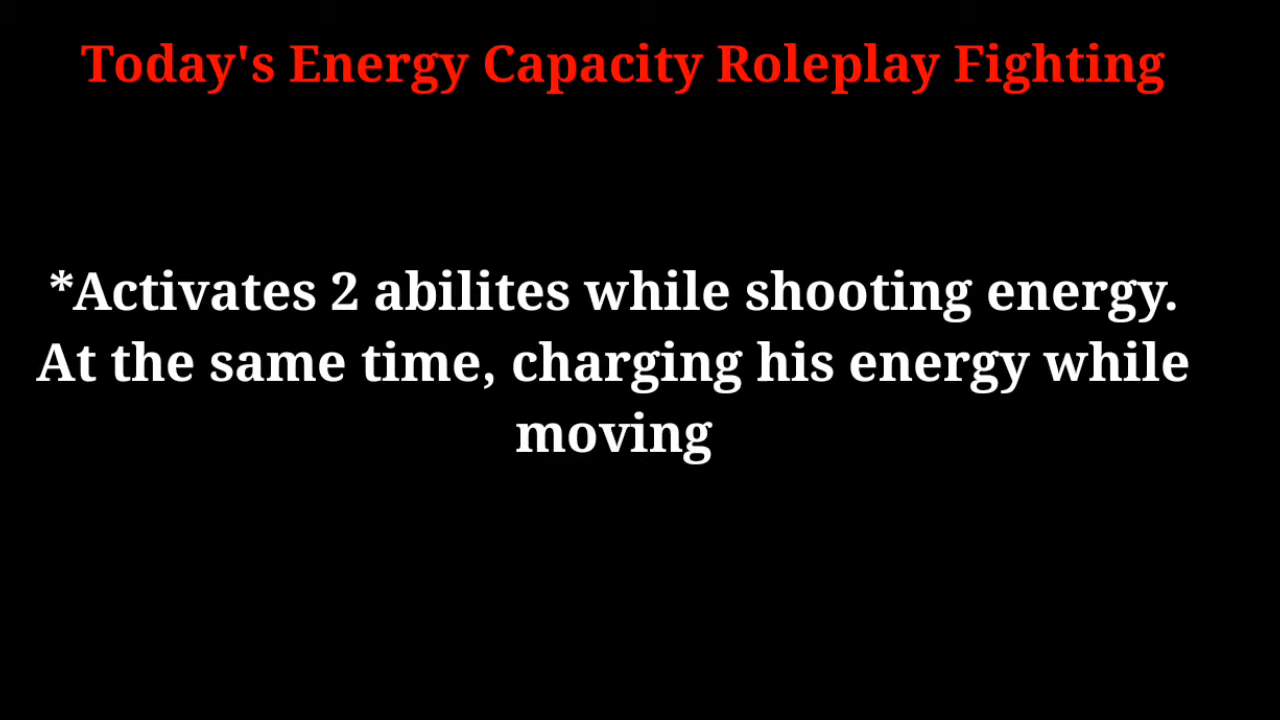 Today's Energy Capacity Roleplay Fighting
*Activates 2 abilites while shooting energy.
At the same time, charging his energy while
moving